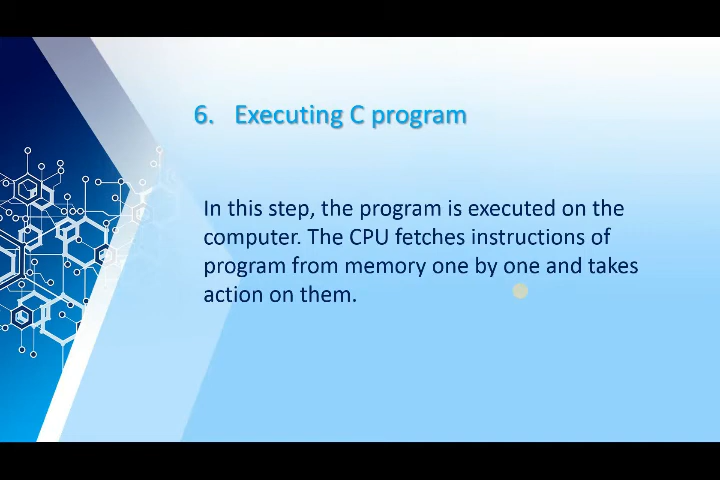 6. Executing C program
In this step, the program is executed on the
computer. The CPU fetches instructions of
program from memory one by one and takes
action on them.